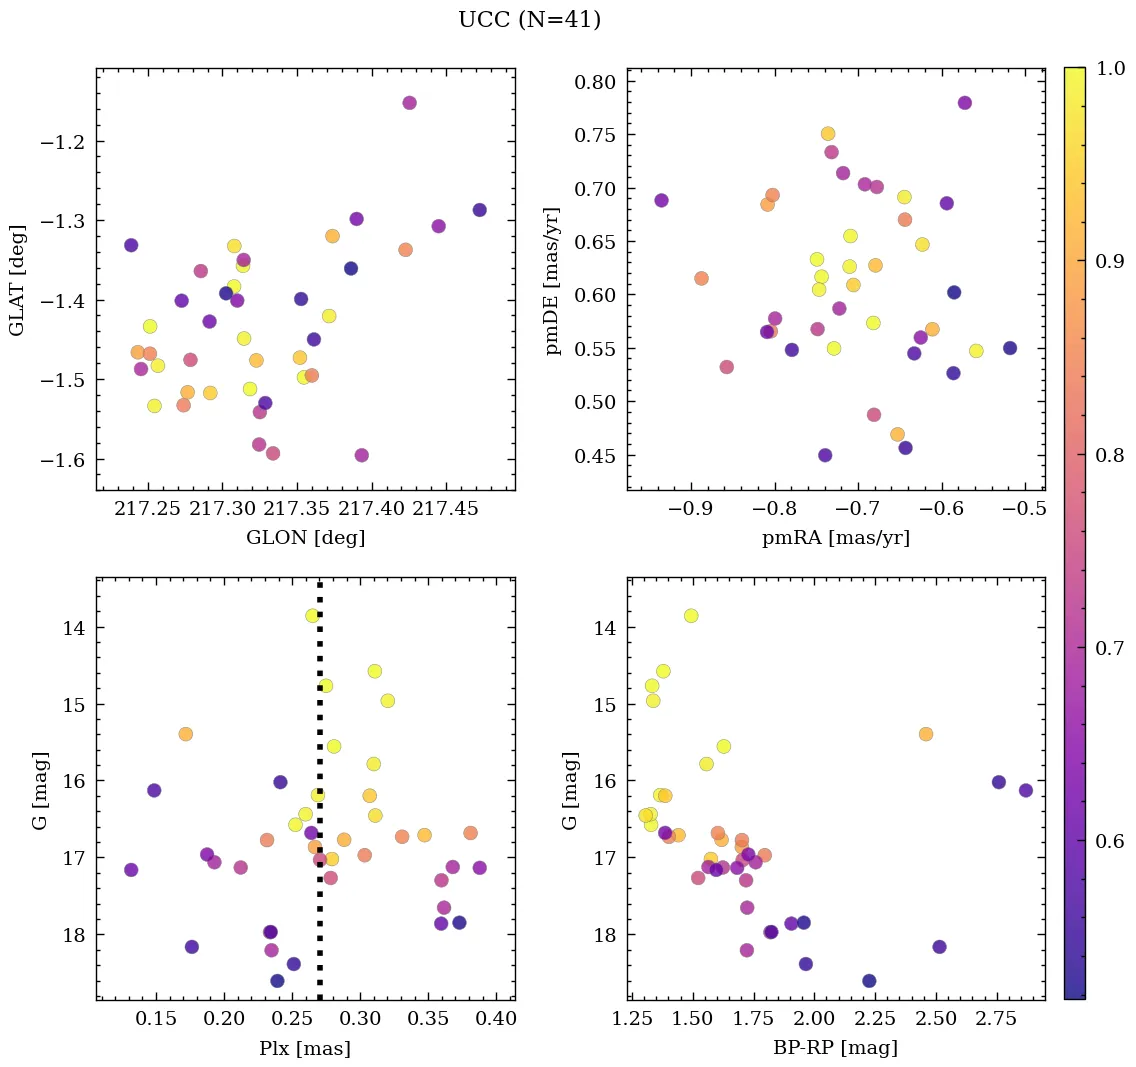 UCC (N=41)
−1.2
−1.3
−1.4
−1.5
−1.6
GLAT [deg]
217.25 217.30 217.35 217.40 217.45
GLON [deg]
0.80
0.75
0.70
0.65
0.60
0.55
0.50
0.45
pmDE [mas/yr]
−0.9 −0.8 −0.7 −0.6 −0.5
pmRA [mas/yr]
14
15
16
17
18
G [mag]
0.15 0.20 0.25 0.30 0.35 0.40
Plx [mas]
14
15
16
17
18
G [mag]
1.25 1.50 1.75 2.00 2.25 2.50 2.75
BP-RP [mag]
1.0
0.9
0.8
0.7
0.6